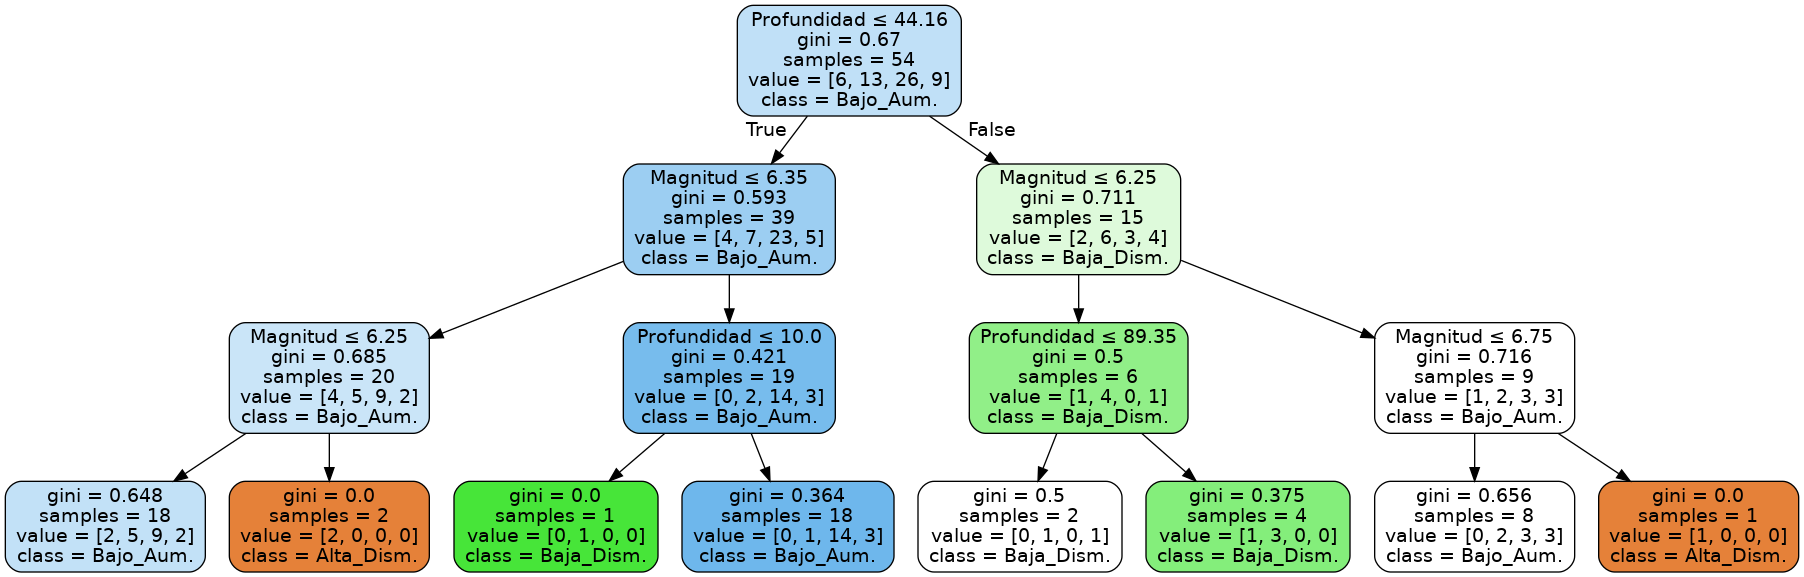 Profundidad ≤ 44.16
gini = 0.67
samples = 54
value = [6, 13, 26, 9]
class = Bajo_Aum.
True
False
Magnitud ≤ 6.35
gini = 0.593
samples = 39
value = [4, 7, 23, 5]
class = Bajo_Aum.
Magnitud ≤ 6.25
gini = 0.711
samples = 15
value = [2, 6, 3, 4]
class = Baja_Dism.
Magnitud ≤ 6.25
gini = 0.685
samples = 20
value = [4, 5, 9, 2]
class = Bajo_Aum.
Profundidad ≤ 10.0
gini = 0.421
samples = 19
value = [0, 2, 14, 3]
class = Bajo_Aum.
Profundidad ≤ 89.35
gini = 0.5
samples = 6
value = [1, 4, 0, 1]
class = Baja_Dism.
Magnitud ≤ 6.75
gini = 0.716
samples = 9
value = [1, 2, 3, 3]
class = Bajo_Aum.
gini = 0.648
samples = 18
value = [2, 5, 9, 2]
class = Bajo_Aum.
gini = 0.0
samples = 2
value = [2, 0, 0, 0]
class = Alta_Dism.
gini = 0.0
samples = 1
value = [0, 1, 0, 0]
class = Baja_Dism.
gini = 0.364
samples = 18
value = [0, 1, 14, 3]
class = Bajo_Aum.
gini = 0.5
samples = 2
value = [0, 1, 0, 1]
class = Baja_Dism.
gini = 0.375
samples = 4
value = [1, 3, 0, 0]
class = Baja_Dism.
gini = 0.656
samples = 8
value = [0, 2, 3, 3]
class = Bajo_Aum.
gini = 0.0
samples = 1
value = [1, 0, 0, 0]
class = Alta_Dism.